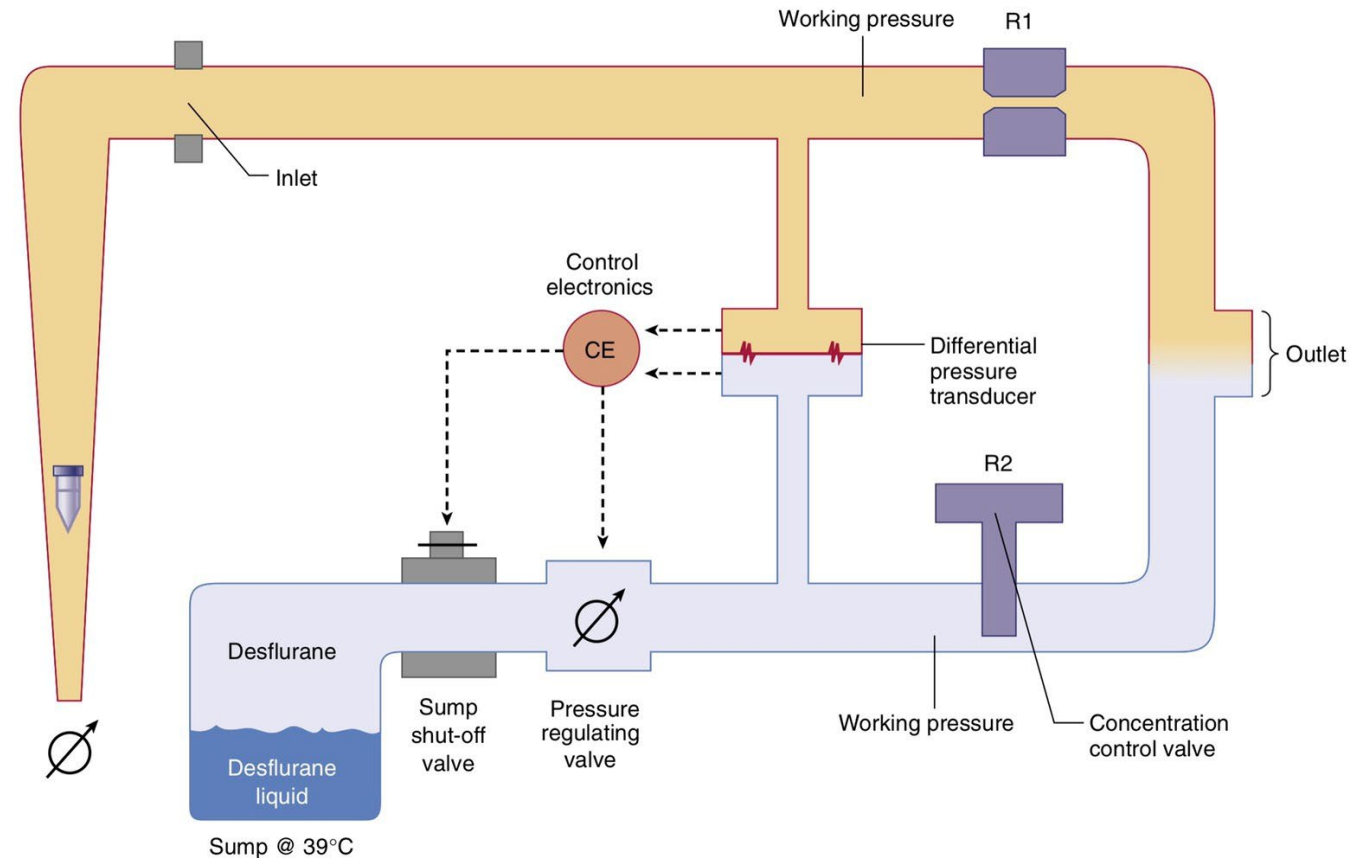 Working pressure
R1
Inlet
Control
electronics
CE
Differential
pressure
transducer
Outlet
R2
Desflurane
Sump
shut-off
valve
Pressure
regulating
valve
Working pressure
Concentration
control valve
Desflurane
liquid
Sump @ 39°C